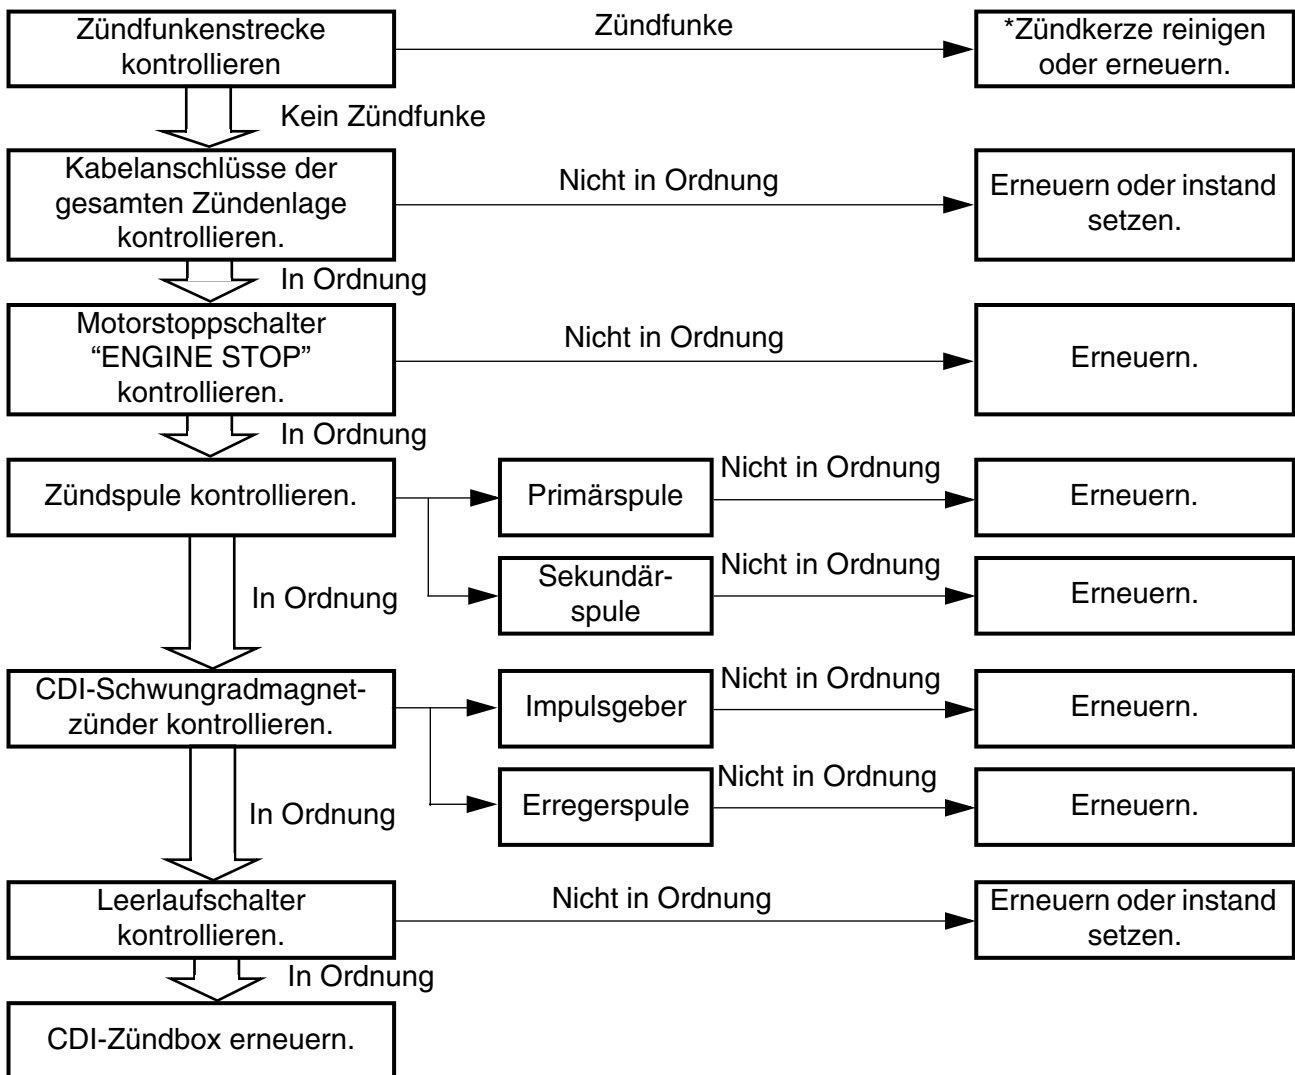 Zündfunkenstrecke
kontrollieren
Zündfunke
*Zündkerze reinigen
oder erneuern.
Kein Zündfunke
Kabelanschlüsse der
gesamten Zündenlage
kontrollieren.
Nicht in Ordnung
Erneuern oder instand
setzen.
In Ordnung
Motorstoppschalter
“ENGINE STOP”
kontrollieren.
Nicht in Ordnung
Erneuern.
In Ordnung
Zündspule kontrollieren.
Primärspule
Nicht in Ordnung
Erneuern.
Sekundär-
spule
Nicht in Ordnung
Erneuern.
In Ordnung
CDI-Schwungradmagnet-
zünder kontrollieren.
Impulsgeber
Nicht in Ordnung
Erneuern.
Erregerspule
Nicht in Ordnung
Erneuern.
In Ordnung
Leerlaufschalter
kontrollieren.
Nicht in Ordnung
Erneuern oder instand
setzen.
In Ordnung
CDI-Zündbox erneuern.